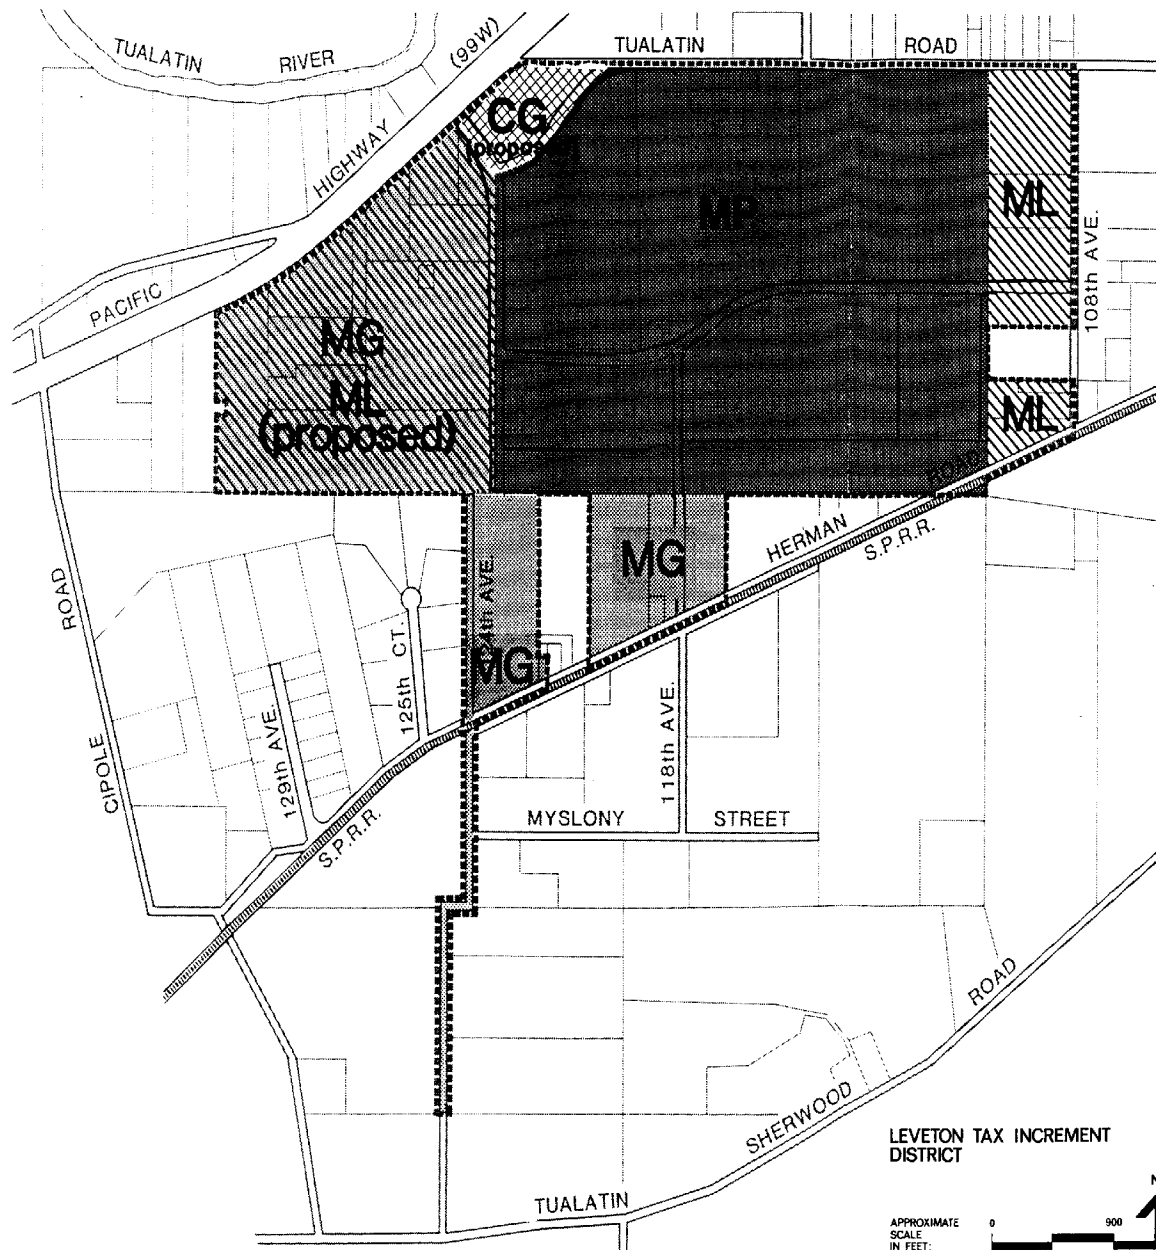 TUALATIN RIVER
(99W)
TUALATIN ROAD
HIGHWAY
CG
(proposed)
MP
ML
108th AVE.
PACIFIC
MG
ML
(proposed)
ML
ROAD
HERMAN
S.P.R.R.
MG
ROAD
125th CT.
MG
129th AVE.
118th AVE.
CIPOLE
MYSLONY STREET
S.P.R.R.
ROAD
SHERWOOD
TUALATIN
LEVETON TAX INCREMENT
DISTRICT
N
APPROXIMATE
SCALE
IN FEET:
0 900